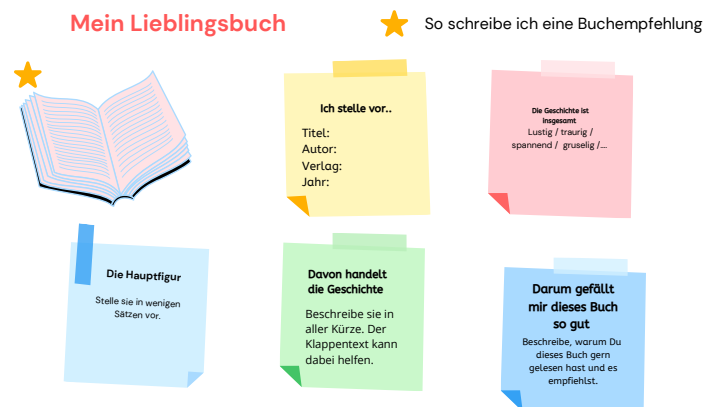 Mein Lieblingsbuch
So schreibe ich eine Buchempfehlung
Ich stelle vor..
Titel:
Autor:
Verlag:
Jahr:
Die Geschichte ist
insgesamt
Lustig / traurig /
spannend / gruselig /...
Die Hauptfigur
Stelle sie in wenigen
Sätzen vor.
Davon handelt
die Geschichte
Beschreibe sie in
aller Kürze. Der
Klappentext kann
dabei helfen.
Darum gefällt
mir dieses Buch
so gut
Beschreibe, warum Du
dieses Buch gern
gelesen hast und es
empfiehlst.